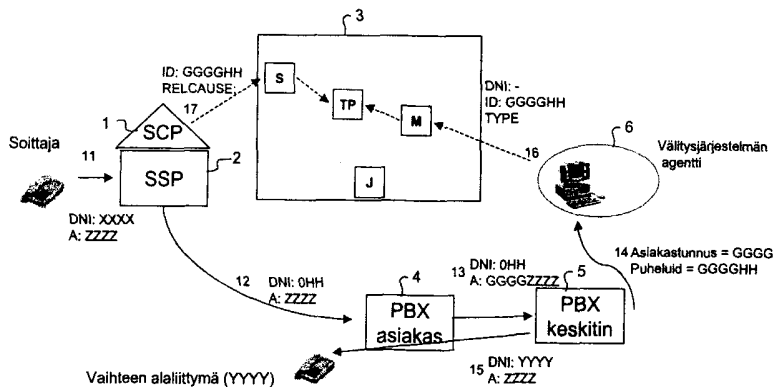 3
ID: GGGGHH
RELCAUSE;
17
S
TP
M
J
DNI: -
ID: GGGGHH
TYPE
16
6
Välitysjärjestelmän
agentti
Soittaja
11
1
SCP
2
SSP
DNI: XXXX
A: ZZZZ
12
DNI: 0HH
A: ZZZZ
4
PBX
asiakas
13
DNI: 0HH
A: GGGGZZZZ
5
PBX
keskitin
14 Asiakastunnus = GGGG
Puheluid = GGGGHH
15
DNI: YYYY
A: ZZZZ
Vaihteen alaliittymä (YYYY)